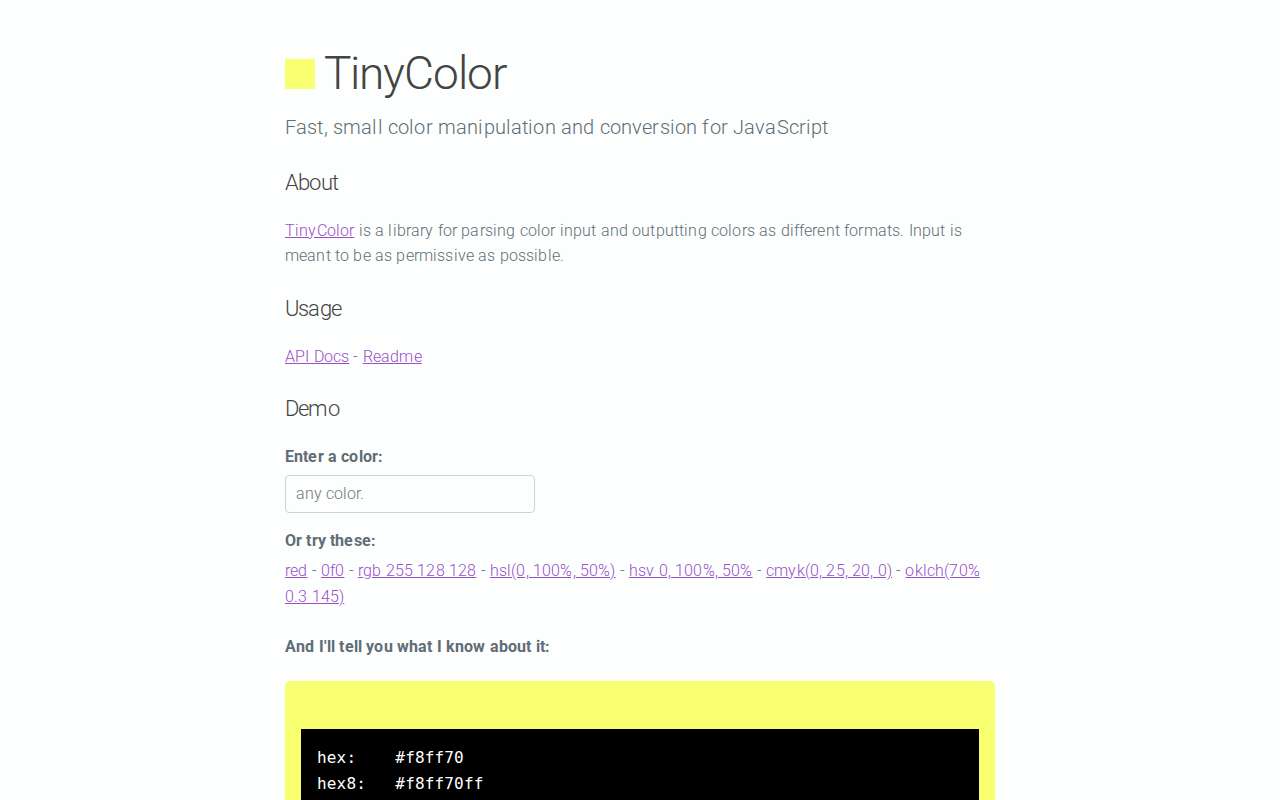 TinyColor
Fast, small color manipulation and conversion for JavaScript
About
TinyColor is a library for parsing color input and outputting colors as different formats. Input is
meant to be as permissive as possible.
Usage
API Docs - Readme
Demo
Enter a color:
any color.
Or try these:
red - 0f0 - rgb 255 128 128 - hsl(0, 100%, 50%) - hsv 0, 100%, 50% - cmyk(0, 25, 20, 0) - oklch(70%
0.3 145)
And I'll tell you what I know about it:
hex: #f8ff70
hex8: #f8ff70ff